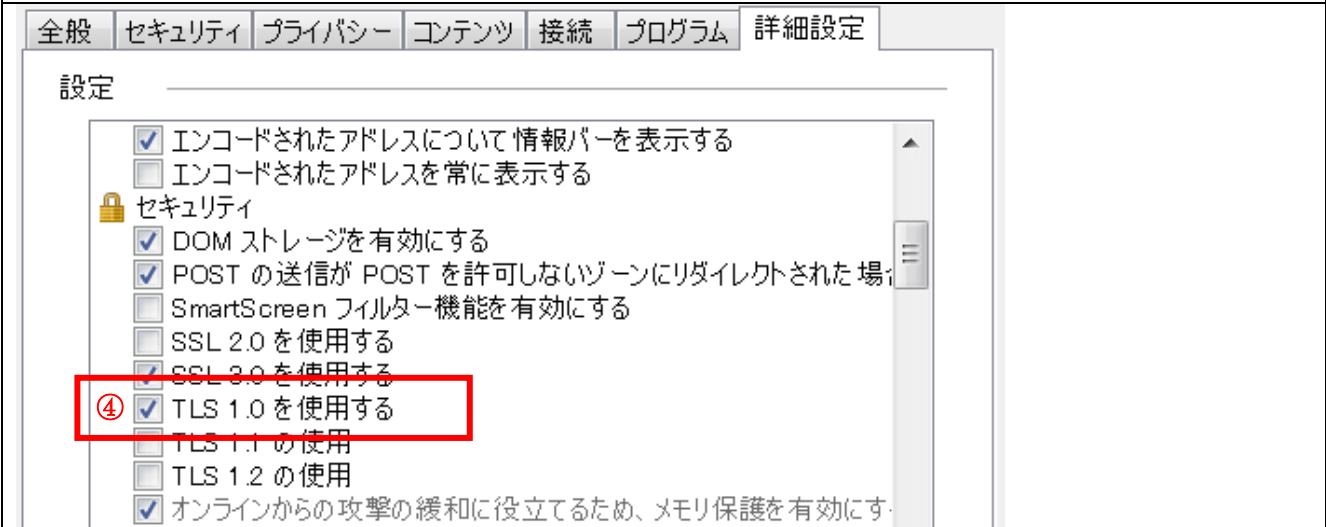 全般 セキュリティ プライバシー コンテンツ 接続 プログラム 詳細設定
設定
エンコードされたアドレスについて情報バーを表示する
エンコードされたアドレスを常に表示する
セキュリティ
DOM ストレージを有効にする
POST の送信が POST を許可しないゾーンにリダイレクトされた場
SmartScreen フィルター機能を有効にする
SSL 2.0 を使用する
SSL 3.0 を使用する
④ TLS 1.0 を使用する
TLS 1.1 の使用
TLS 1.2 の使用
オンラインからの攻撃の緩和に役立てるため、メモリ保護を有効にす